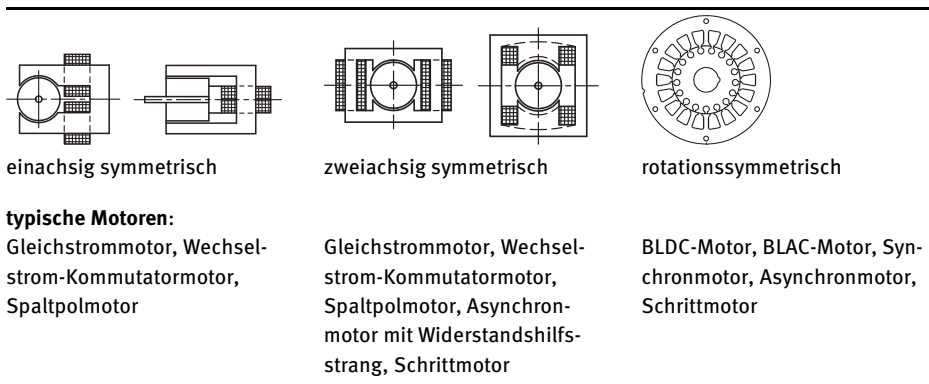 einachsig symmetrisch
zweiachsig symmetrisch
rotationssymmetrisch
typische Motoren:
Gleichstrommotor, Wechsel-
strom-Kommutatormotor,
Spaltpolmotor
Gleichstrommotor, Wechsel-
strom-Kommutatormotor,
Spaltpolmotor, Asynchron-
motor mit Widerstandshilfs-
strang, Schrittmotor
BLDC-Motor, BLAC-Motor, Syn-
chronmotor, Asynchronmotor,
Schrittmotor